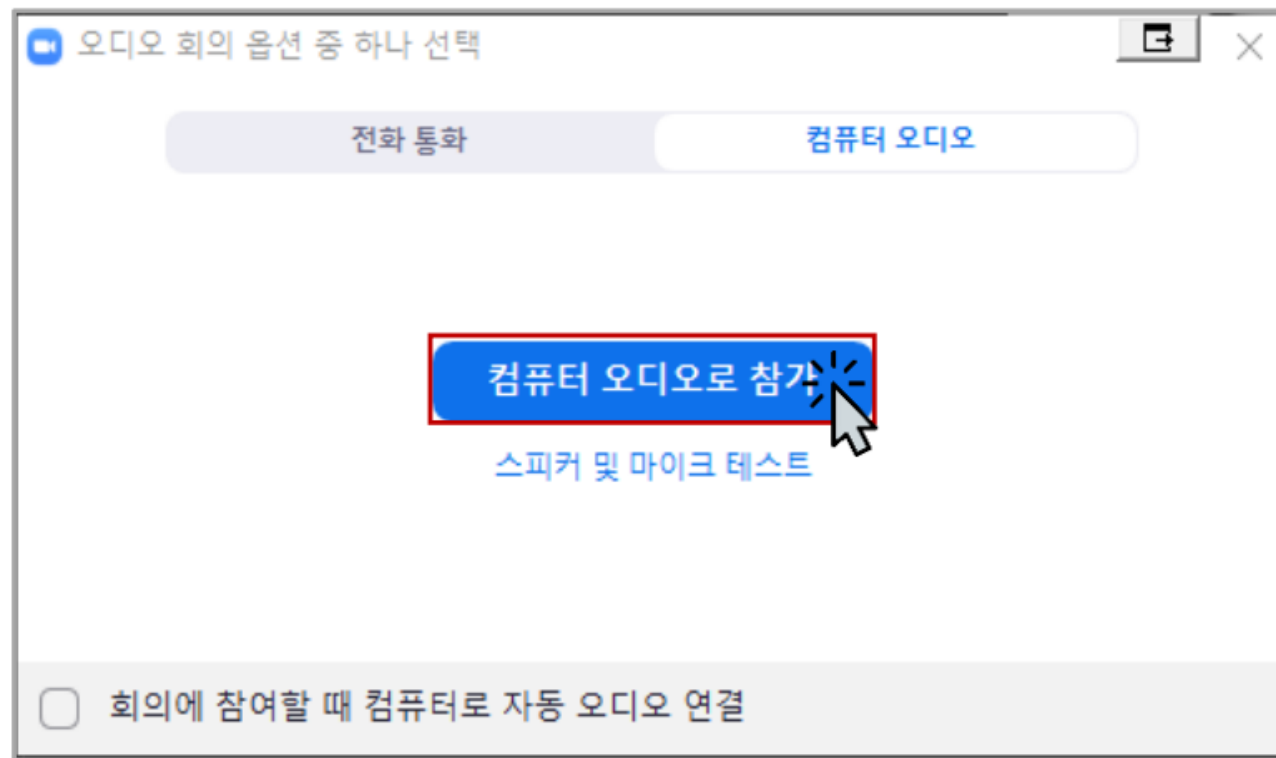 오디오 회의 옵션 중 하나 선택
전화 통화
컴퓨터 오디오
컴퓨터 오디오로 참가
스피커 및 마이크 테스트
회의에 참여할 때 컴퓨터로 자동 오디오 연결